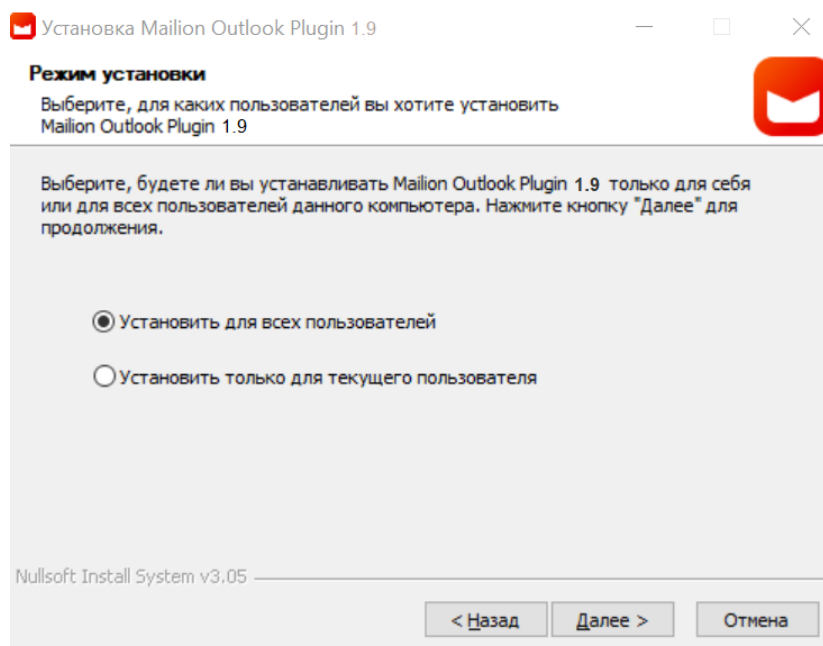 Установка Mailion Outlook Plugin 1.9
Режим установки
Выберите, для каких пользователей вы хотите установить
Mailion Outlook Plugin 1.9
Выберите, будете ли вы устанавливать Mailion Outlook Plugin 1.9 только для себя
или для всех пользователей данного компьютера. Нажмите кнопку "Далее" для
продолжения.
Установить для всех пользователей
Установить только для текущего пользователя
Nullsoft Install System v3.05
< Назад Далее > Отмена